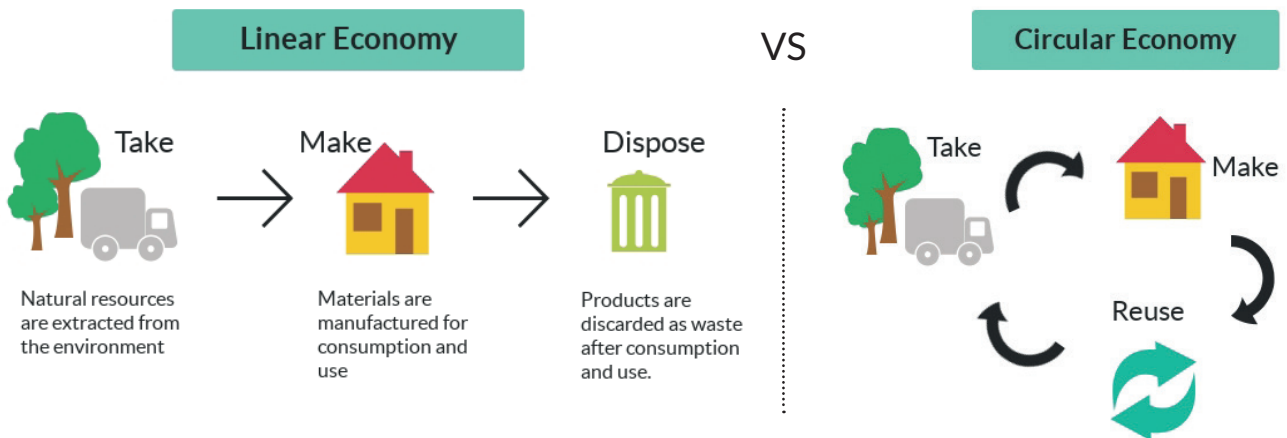 Linear Economy
VS
Circular Economy
Take
Make
Dispose
Natural resources
are extracted from
the environment
Materials are
manufactured for
consumption and
use
Products are
discarded as waste
after consumption
and use.
Take
Make
Reuse